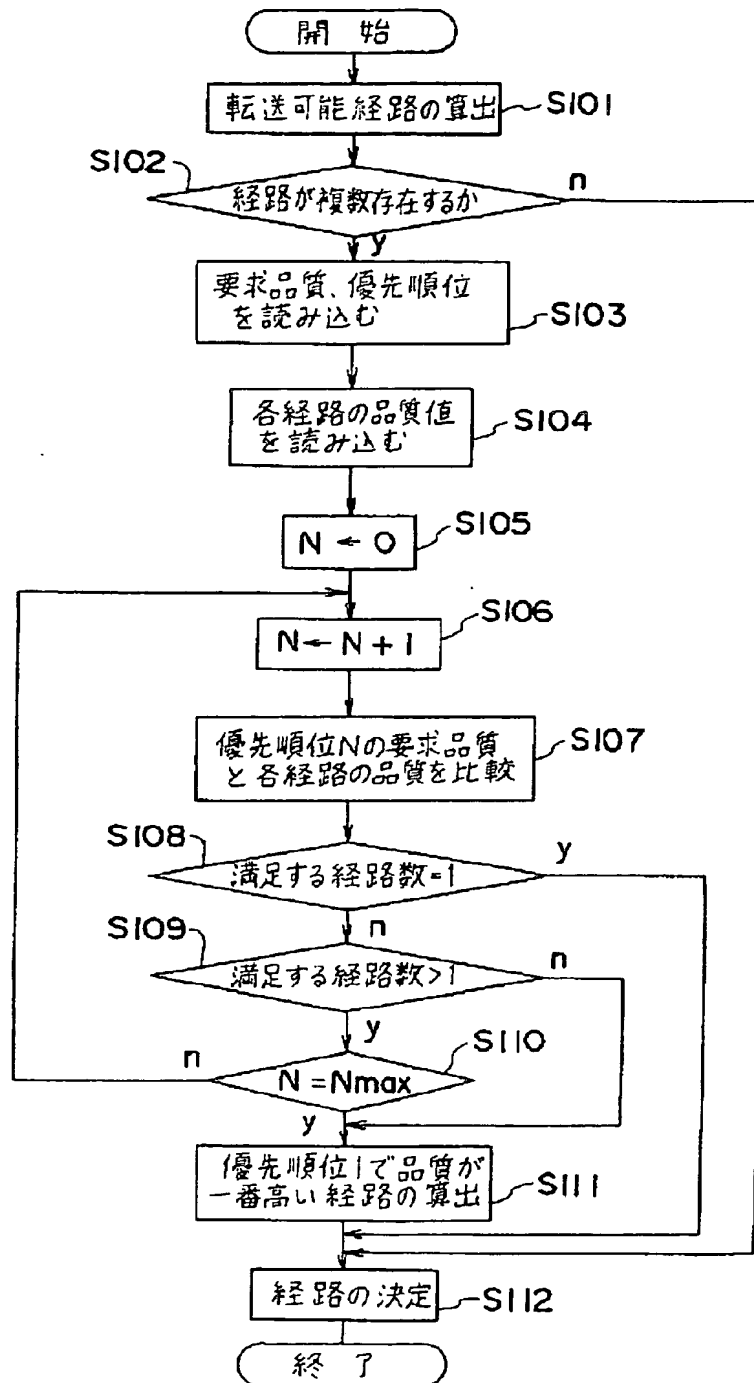 開始
転送可能経路の算出
S101
S102
経路が複数存在するか
n
y
要求品質、優先順位
を読み込む
S103
各経路の品質値
を読み込む
S104
N ← 0
S105
N ← N + 1
S106
優先順位Nの要求品質
と各経路の品質を比較
S107
S108
満足する経路数=1
y
n
S109
満足する経路数>1
n
y
S110
N = Nmax
n
y
優先順位1で品質が
一番高い経路の算出
S111
経路の決定
S112
終了